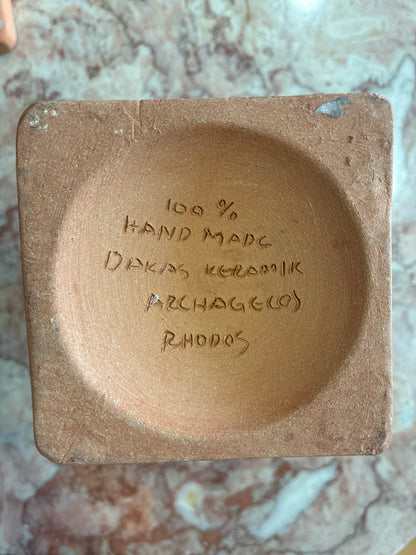 100 %
HAND MADE
DAKAS KERAMIK
ARCHAGELOS
RHODOS